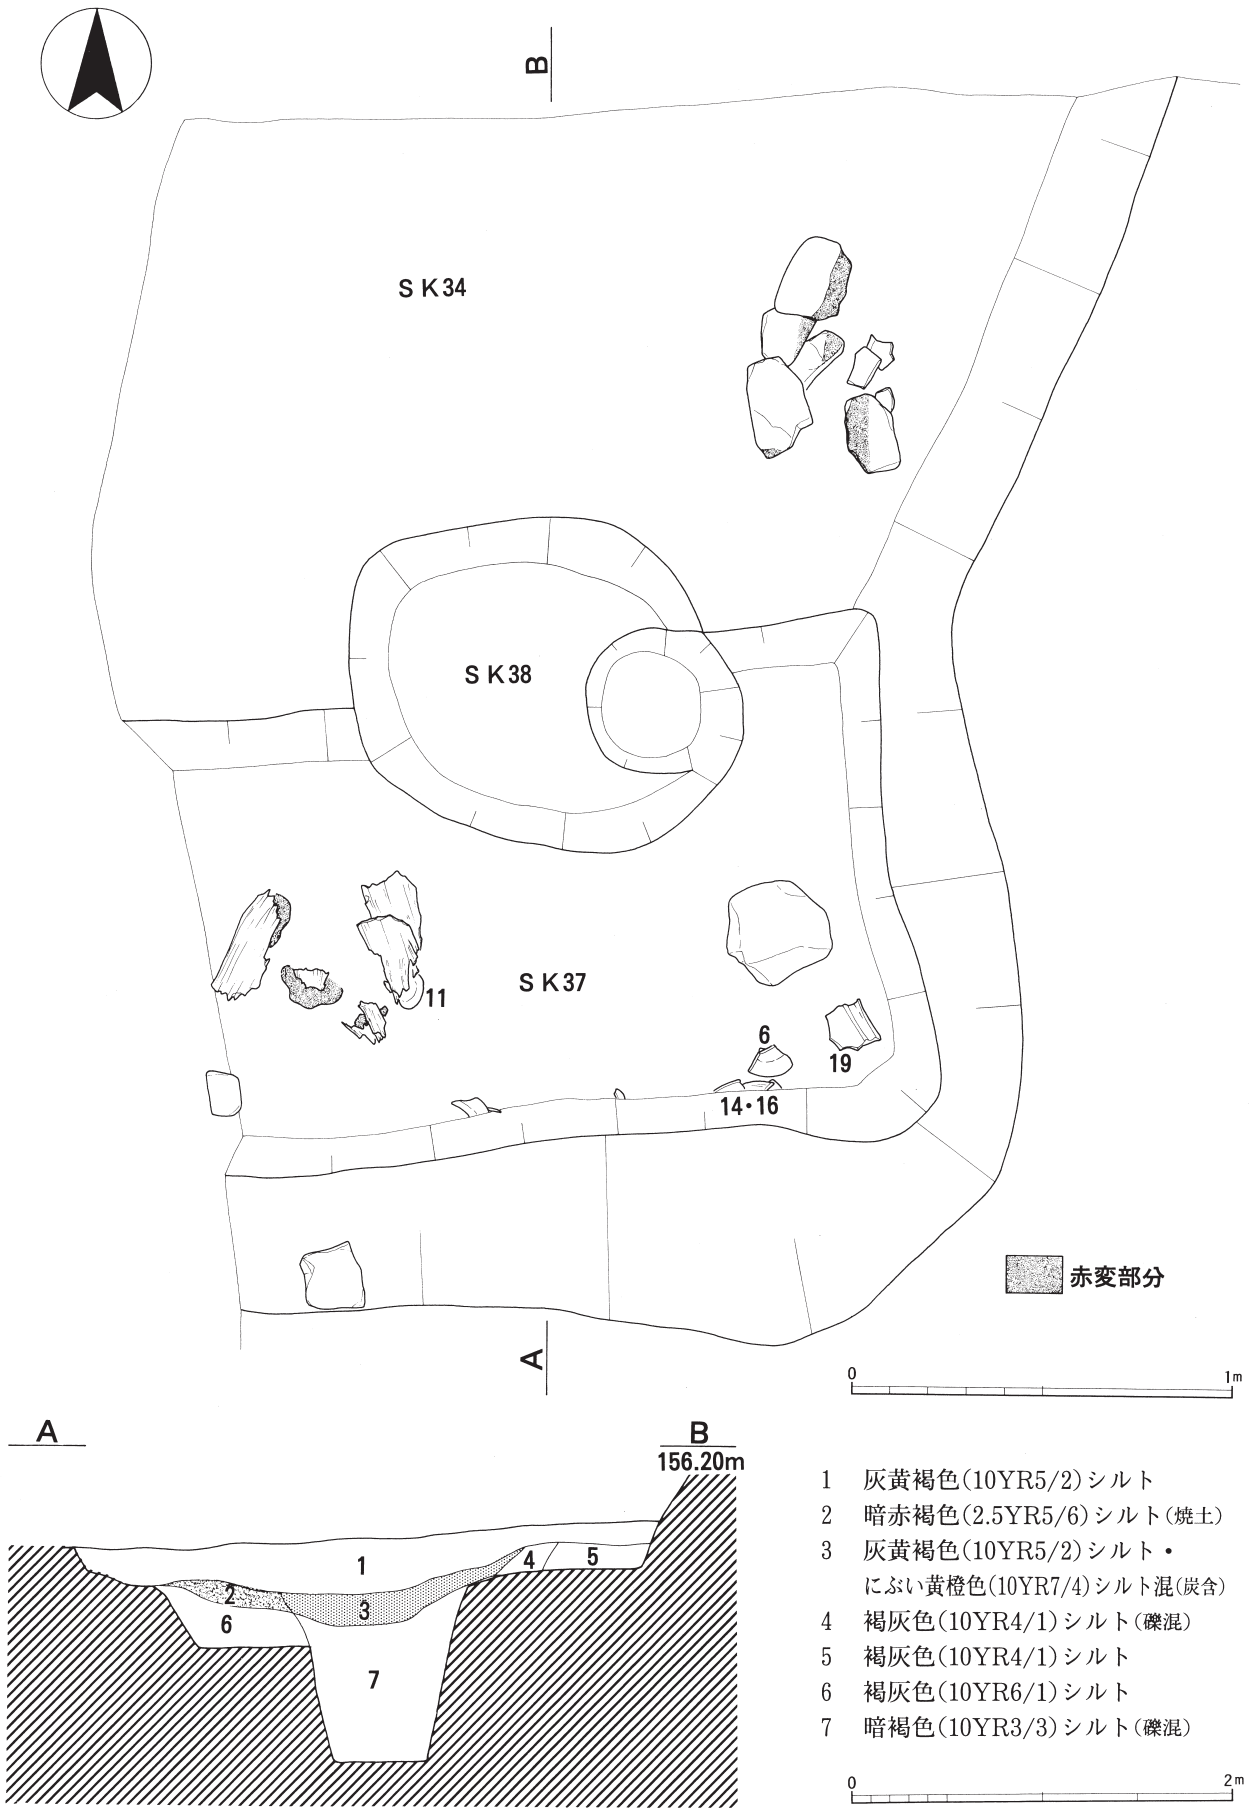 B
SK34
SK38
11
SK37
6
19
14・16
赤変部分
A
0 1m
A
B
156.20m
1
2
3
4
5
6
7
1 灰黄褐色(10YR5/2)シルト
2 暗赤褐色(2.5YR5/6)シルト(焼土)
3 灰黄褐色(10YR5/2)シルト・
にぶい黄橙色(10YR7/4)シルト混(炭含)
4 褐灰色(10YR4/1)シルト(礫混)
5 褐灰色(10YR4/1)シルト
6 褐灰色(10YR6/1)シルト
7 暗褐色(10YR3/3)シルト(礫混)
0 2m